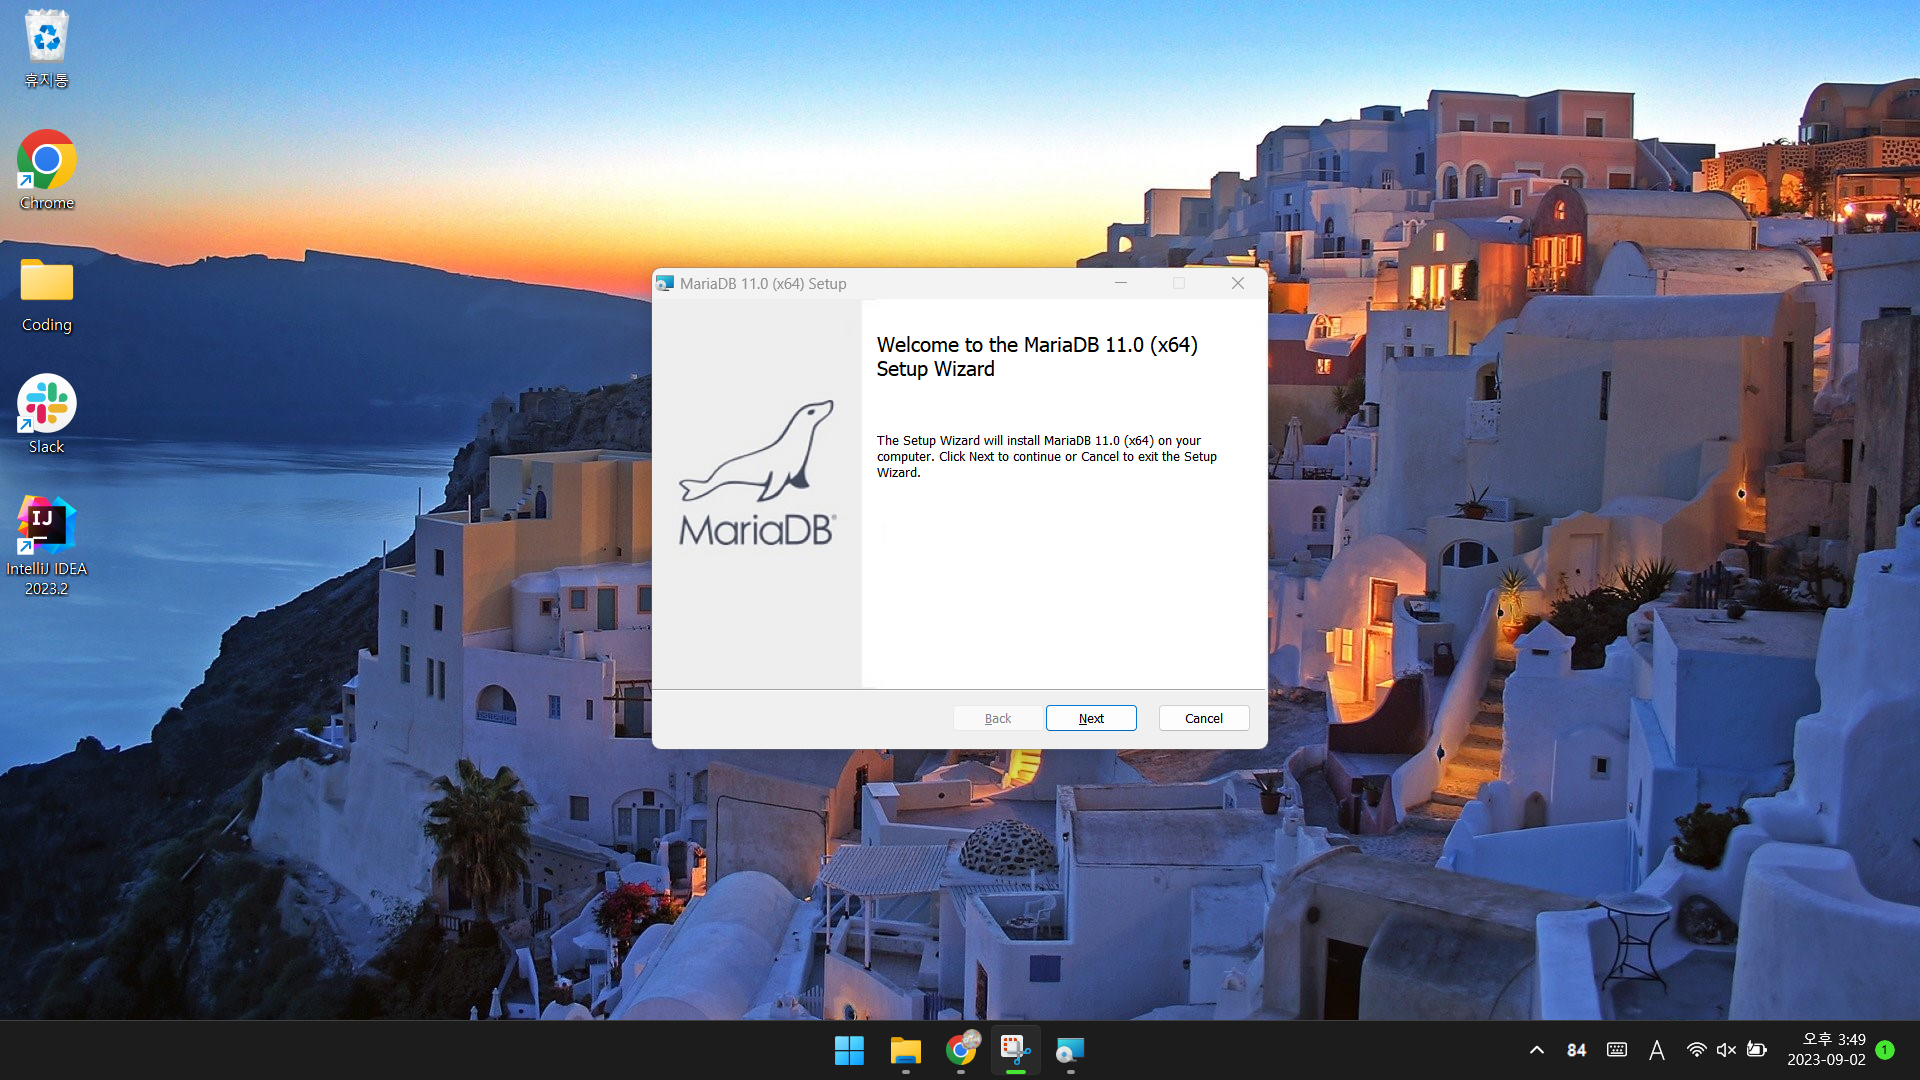 휴지통
Chrome
Coding
Slack
IJ
IntelliJ IDEA
2023.2
MariaDB 11.0 (x64) Setup
MariaDB
Welcome to the MariaDB 11.0 (x64)
Setup Wizard
The Setup Wizard will install MariaDB 11.0 (x64) on your
computer. Click Next to continue or Cancel to exit the Setup
Wizard.
Back
Next
Cancel
84
A
오후 3:49
2023-09-02
1